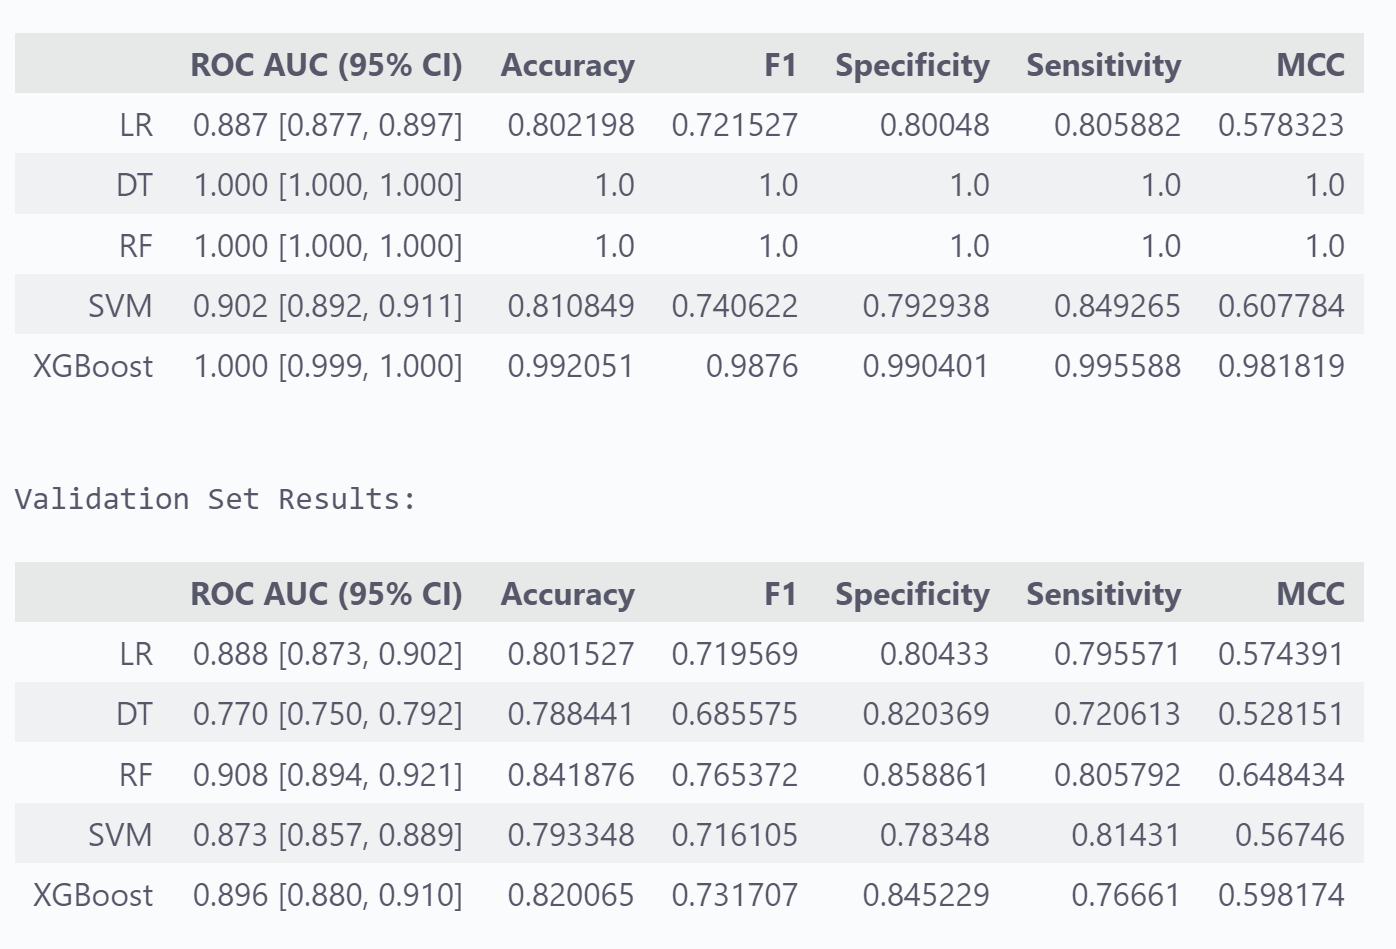 ROC AUC (95% CI) Accuracy F1 Specificity Sensitivity MCC
LR 0.887 [0.877, 0.897] 0.802198 0.721527 0.80048 0.805882 0.578323
DT 1.000 [1.000, 1.000] 1.0 1.0 1.0 1.0 1.0
RF 1.000 [1.000, 1.000] 1.0 1.0 1.0 1.0 1.0
SVM 0.902 [0.892, 0.911] 0.810849 0.740622 0.792938 0.849265 0.607784
XGBoost 1.000 [0.999, 1.000] 0.992051 0.9876 0.990401 0.995588 0.981819
Validation Set Results:
ROC AUC (95% CI) Accuracy F1 Specificity Sensitivity MCC
LR 0.888 [0.873, 0.902] 0.801527 0.719569 0.80433 0.795571 0.574391
DT 0.770 [0.750, 0.792] 0.788441 0.685575 0.820369 0.720613 0.528151
RF 0.908 [0.894, 0.921] 0.841876 0.765372 0.858861 0.805792 0.648434
SVM 0.873 [0.857, 0.889] 0.793348 0.716105 0.78348 0.81431 0.56746
XGBoost 0.896 [0.880, 0.910] 0.820065 0.731707 0.845229 0.76661 0.598174